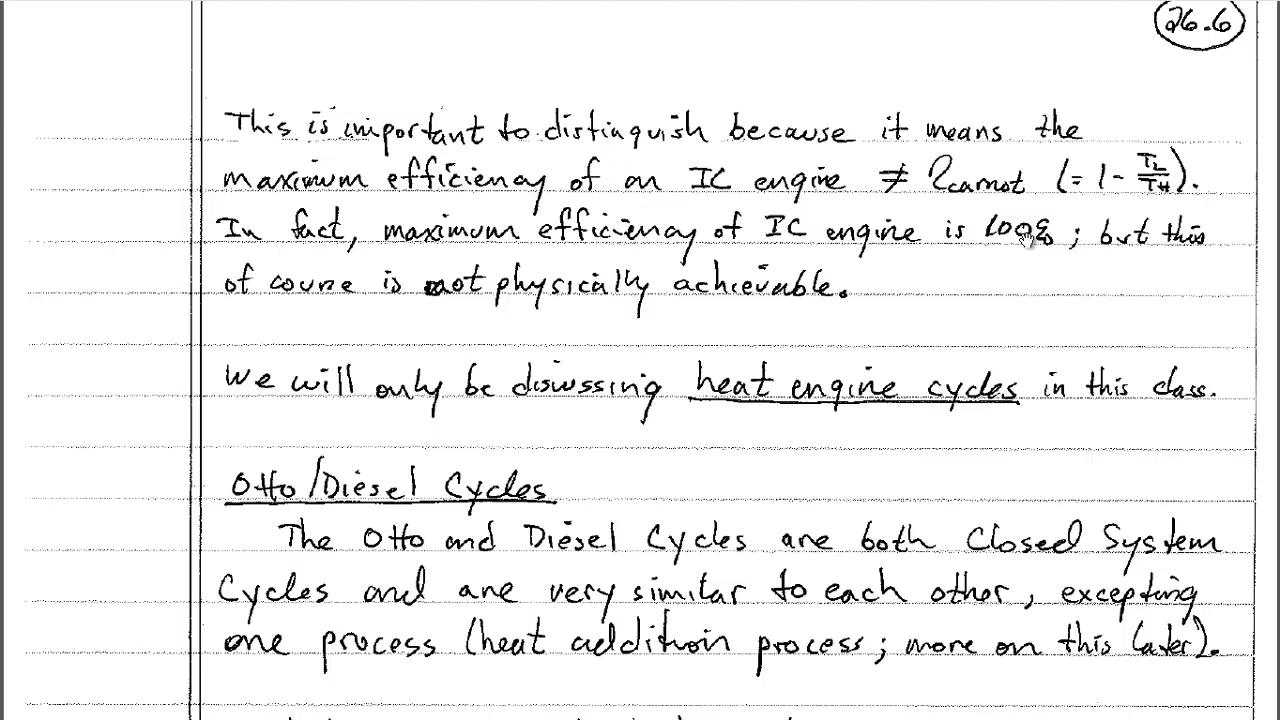 26.6
This is important to distinguish because it means the
maximum efficiency of an IC engine ≠ ηcarnot (= 1 - TL/TH).
In fact, maximum efficiency of IC engine is 100%; but this
of course is not physically achievable.
We will only be discussing heat engine cycles in this class.
Otto/Diesel Cycles
The Otto and Diesel Cycles are both Closed System
Cycles and are very similar to each other, excepting
one process (heat addition process; more on this later).